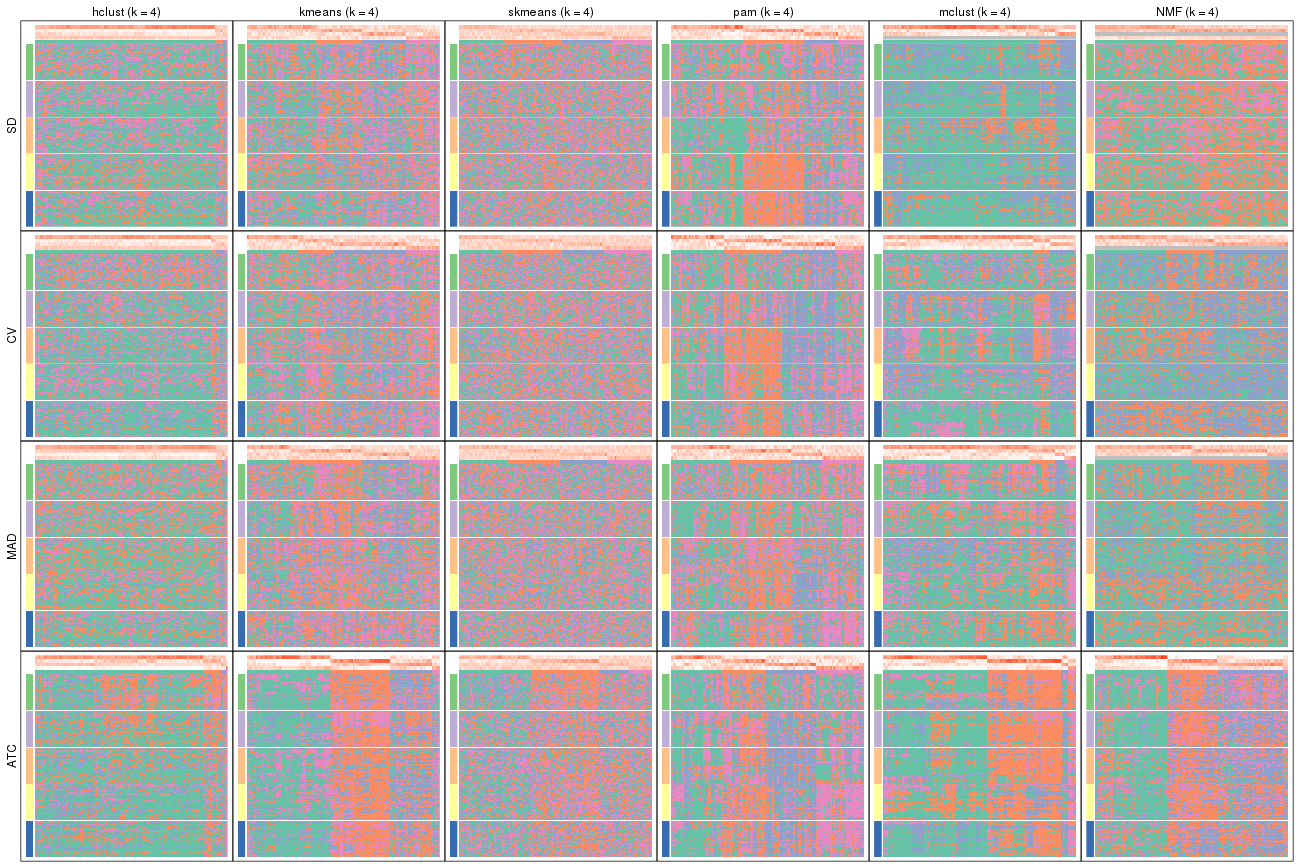 hclust (k = 4)
kmeans (k = 4)
skmeans (k = 4)
pam (k = 4)
mclust (k = 4)
NMF (k = 4)
SD
CV
MAD
ATC